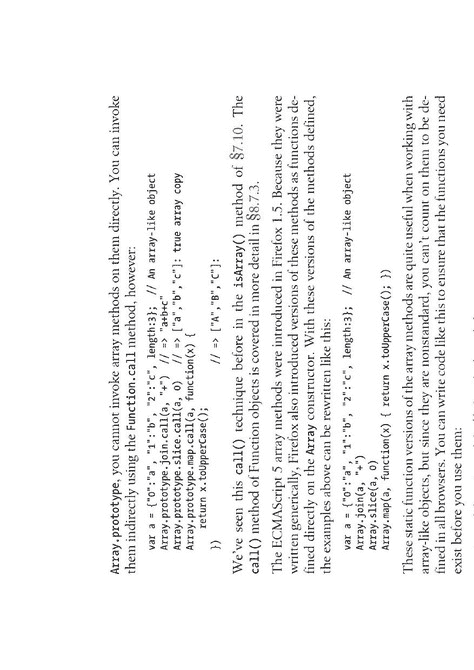 Array.prototype, you cannot invoke array methods on them directly. You can invoke
them indirectly using the Function.call method, however:
var a = {"0":"a", "1":"b" "2":"c", length:3}; // An array-like object
Array.prototype.join.call(a, "+") // => "a+b+c"
Array.prototype.slice.call(a, 0) // => ["a","b","c"]: true array copy
Array.prototype.map.call(a, function(x) {
return x.toUpperCase();
}) // => ["A","B","C"]:
We've seen this call() technique before in the isArray() method of §7.10. The
call() method of Function objects is covered in more detail in §8.7.3.
The ECMAScript 5 array methods were introduced in Firefox 1.5. Because they were
written generically, Firefox also introduced versions of these methods as functions de-
fined directly on the Array constructor. With these versions of the methods defined,
the examples above can be rewritten like this:
var a = {"0":"a", "1":"b" "2":"c", length:3}; // An array-like object
Array.join(a, "+")
Array.slice(a, 0)
Array.map(a, function(x) { return x.toUpperCase(); })
These static function versions of the array methods are quite useful when working with
array-like objects, but since they are nonstandard, you can't count on them to be de-
fined in all browsers. You can write code like this to ensure that the functions you need
exist before you use them: